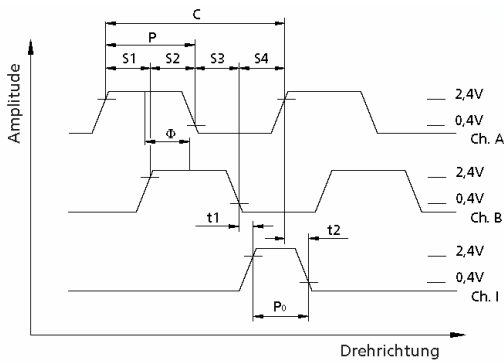 C
P
S1 S2 S3 S4
2,4V
0,4V
Ch. A
Φ
2,4V
0,4V
Ch. B
t1 t2
2,4V
0,4V
Ch. I
P₀
Amplitude
Drehrichtung